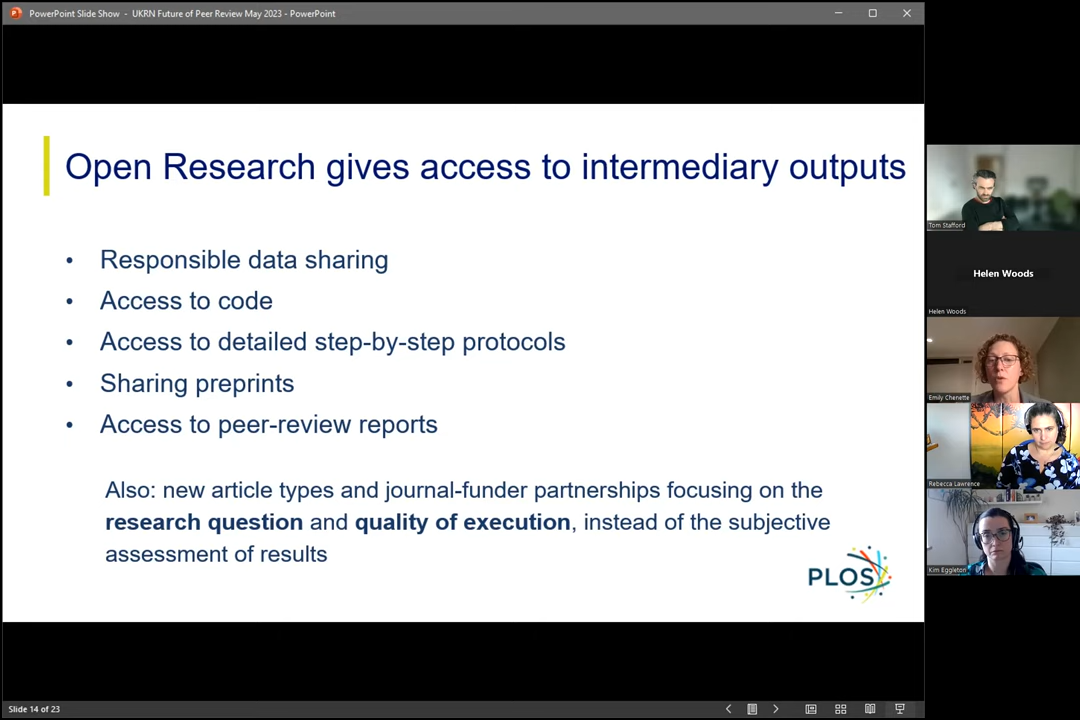 PowerPoint Slide Show - UKRN Future of Peer Review May 2023 - PowerPoint
Open Research gives access to intermediary outputs
• Responsible data sharing
• Access to code
• Access to detailed step-by-step protocols
• Sharing preprints
• Access to peer-review reports
Also: new article types and journal-funder partnerships focusing on the
research question and quality of execution, instead of the subjective
assessment of results
PLOS
Slide 14 of 23
Tom Stafford
Helen Woods
Helen Woods
Emily Chenette
Rebecca Lawrence
Kim Eggleton